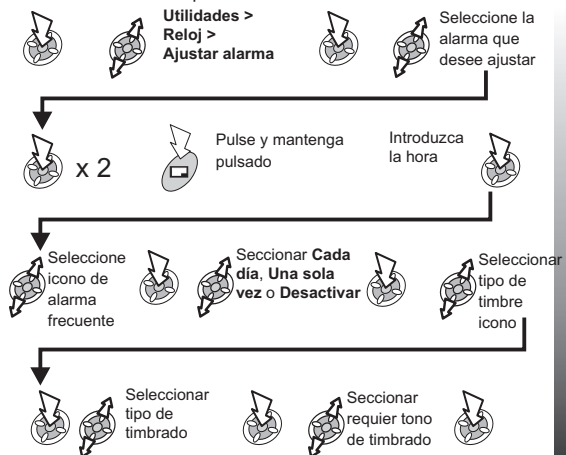 Utilidades >
Reloj >
Ajustar alarma
Seleccione la
alarma que
desee ajustar
x 2
Pulse y mantenga
pulsado
Introduzca
la hora
Seleccione
icono de
alarma
frecuente
Seccionar Cada
día, Una sola
vez o Desactivar
Seleccionar
tipo de
timbre
icono
Seleccionar
tipo de
timbrado
Seccionar
requier tono
de timbrado